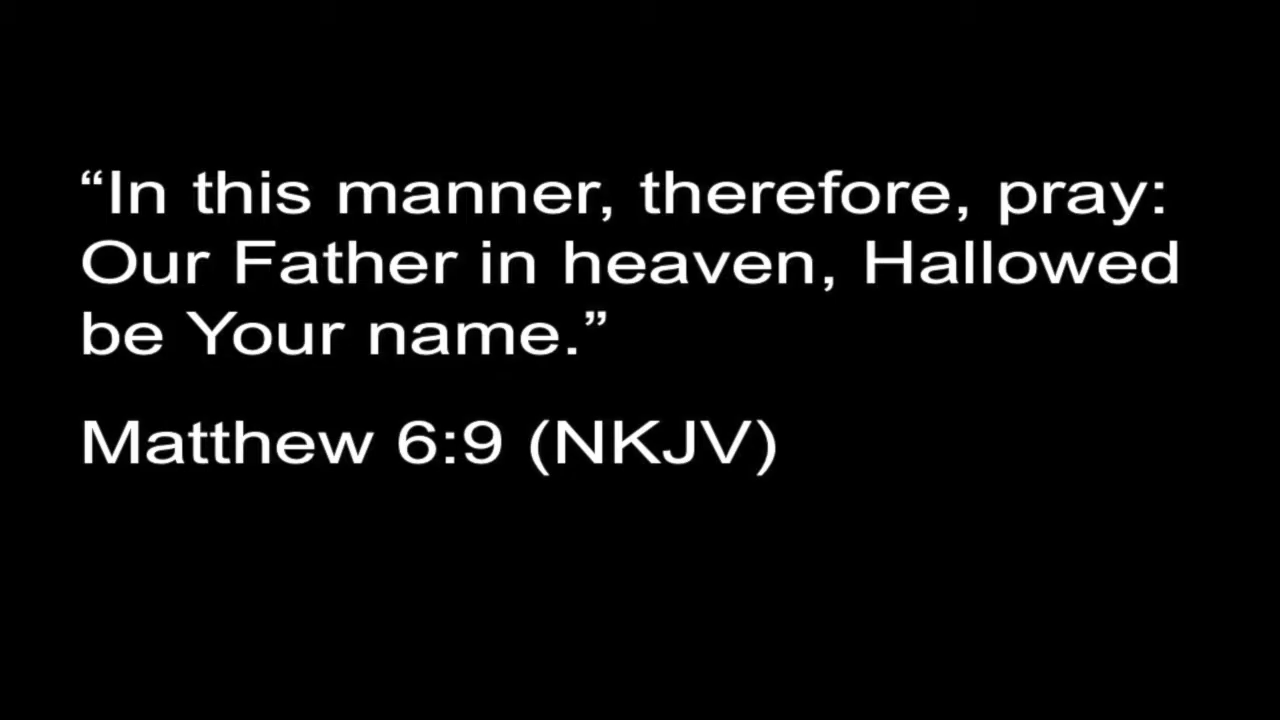 “In this manner, therefore, pray:
Our Father in heaven, Hallowed
be Your name.”
Matthew 6:9 (NKJV)